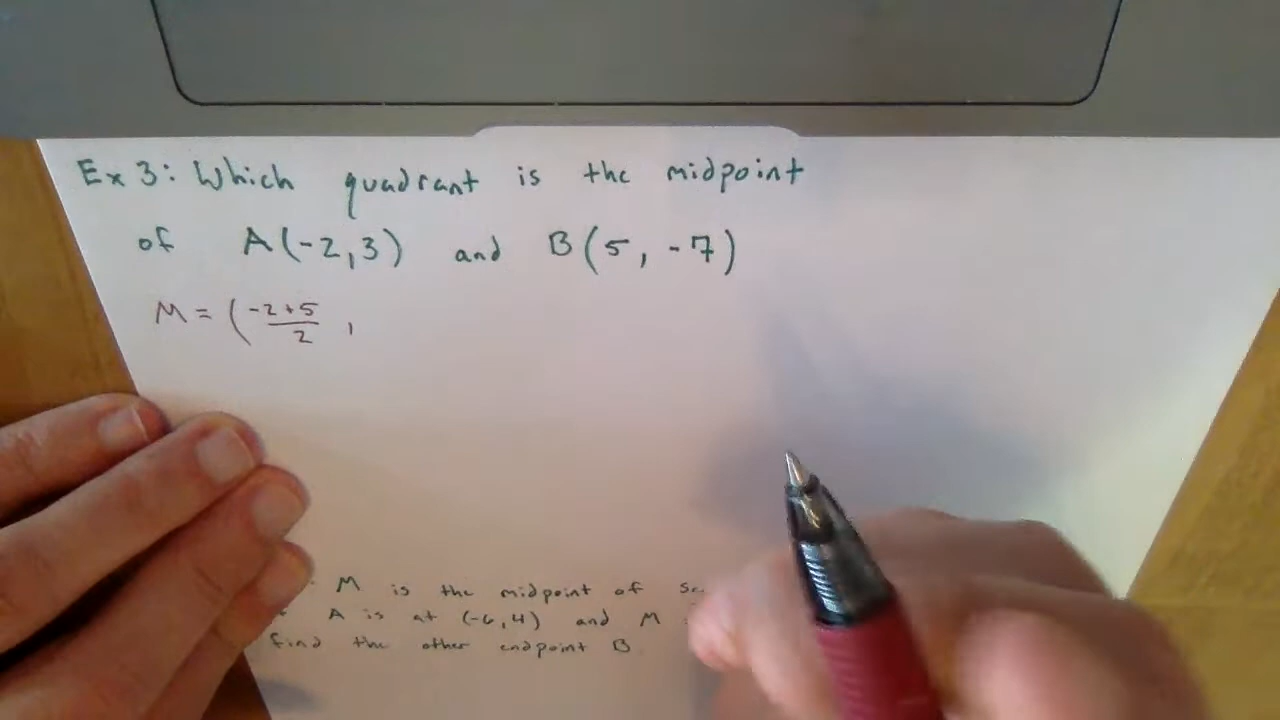 Ex 3: Which quadrant is the midpoint
of A(-2,3) and B(5,-7)
M = (-2+5/2 ,
M is the midpoint of
A is at (-6,4) and M
find the other endpoint B